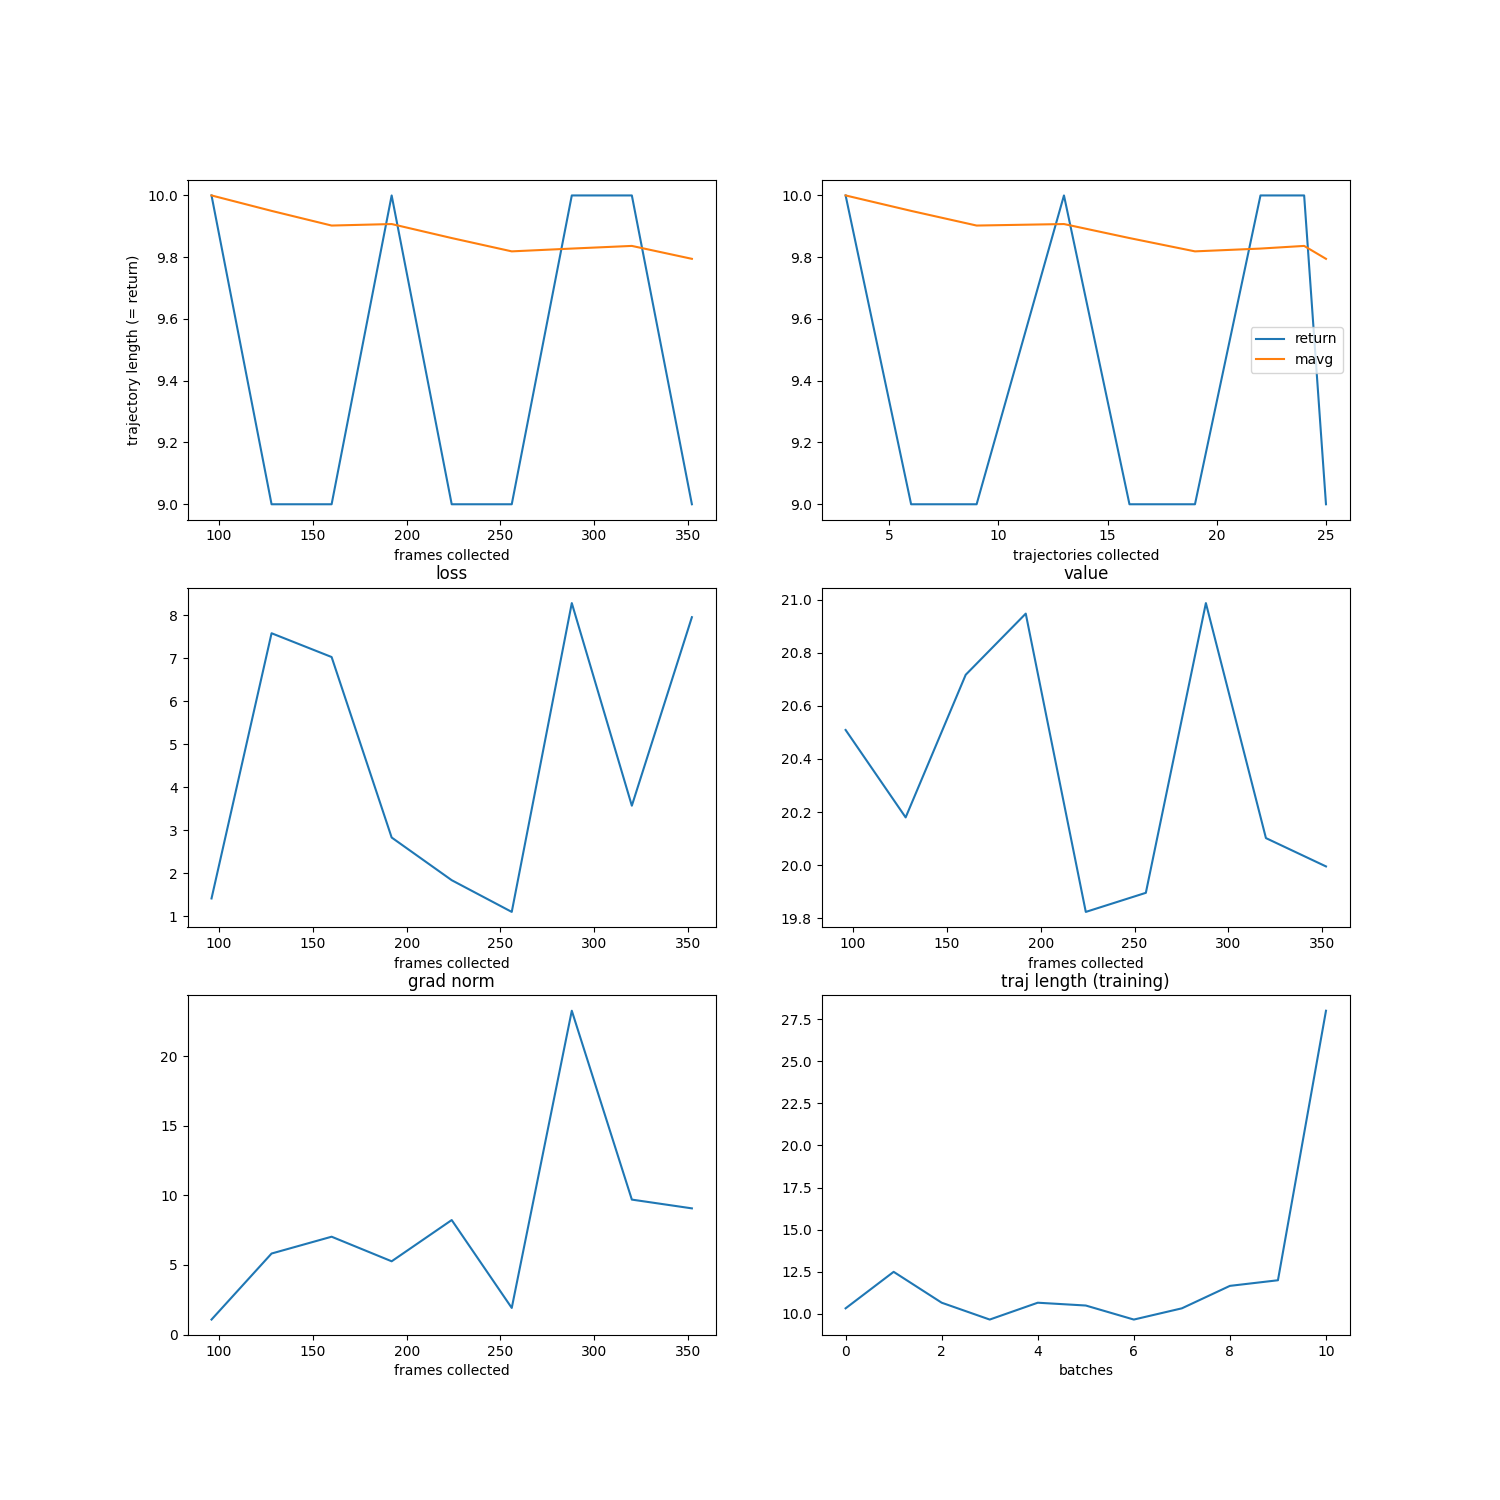 10.0
9.8
9.6
9.4
9.2
9.0
trajectory length (= return)
100 150 200 250 300 350
frames collected
10.0
9.8
9.6
9.4
9.2
9.0
return
mavg
5 10 15 20 25
trajectories collected
loss
8
7
6
5
4
3
2
1
100 150 200 250 300 350
frames collected
value
21.0
20.8
20.6
20.4
20.2
20.0
19.8
100 150 200 250 300 350
frames collected
grad norm
20
15
10
5
0
100 150 200 250 300 350
frames collected
traj length (training)
27.5
25.0
22.5
20.0
17.5
15.0
12.5
10.0
0 2 4 6 8 10
batches